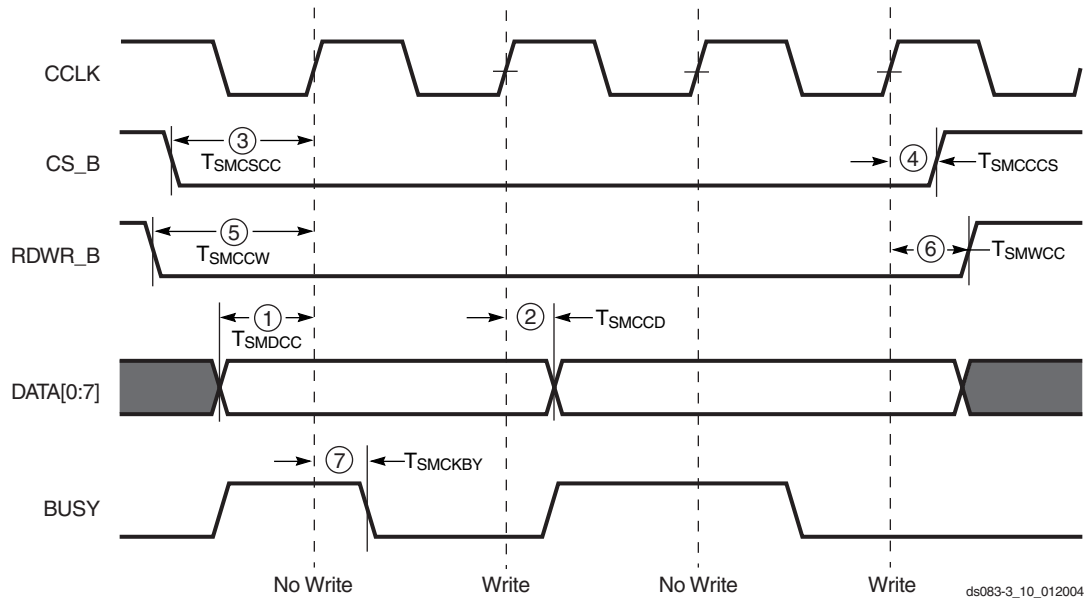 CCLK
CS_B
3
TSMCSCC
4
TSMCCCS
RDWR_B
5
TSMCCW
6
TSMWCC
DATA[0:7]
1
TSMDCC
2
TSMCCD
BUSY
7
TSMCKBY
No Write
Write
No Write
Write
ds083-3_10_012004